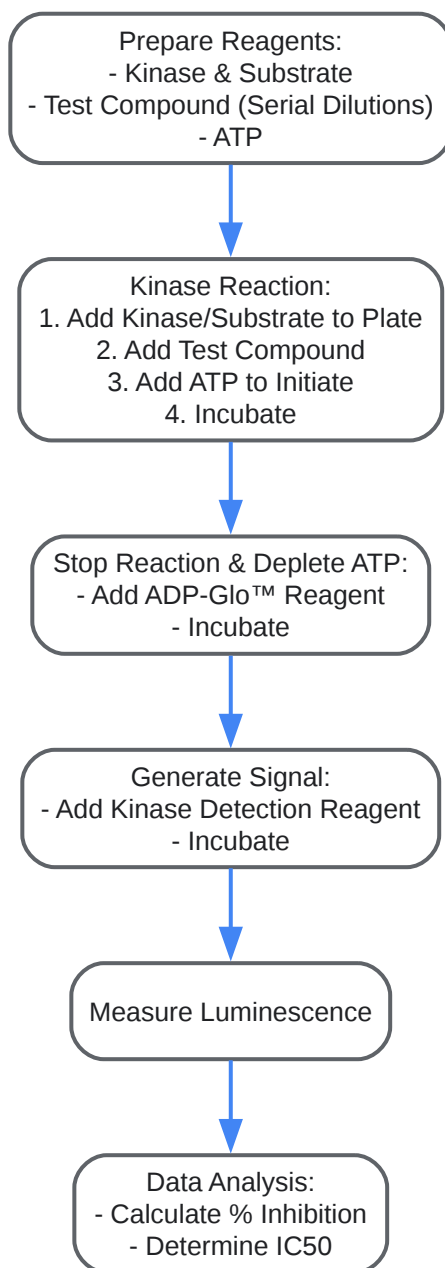 Prepare Reagents:
- Kinase & Substrate
- Test Compound (Serial Dilutions)
- ATP
Kinase Reaction:
1. Add Kinase/Substrate to Plate
2. Add Test Compound
3. Add ATP to Initiate
4. Incubate
Stop Reaction & Deplete ATP:
- Add ADP-Glo™ Reagent
- Incubate
Generate Signal:
- Add Kinase Detection Reagent
- Incubate
Measure Luminescence
Data Analysis:
- Calculate % Inhibition
- Determine IC50